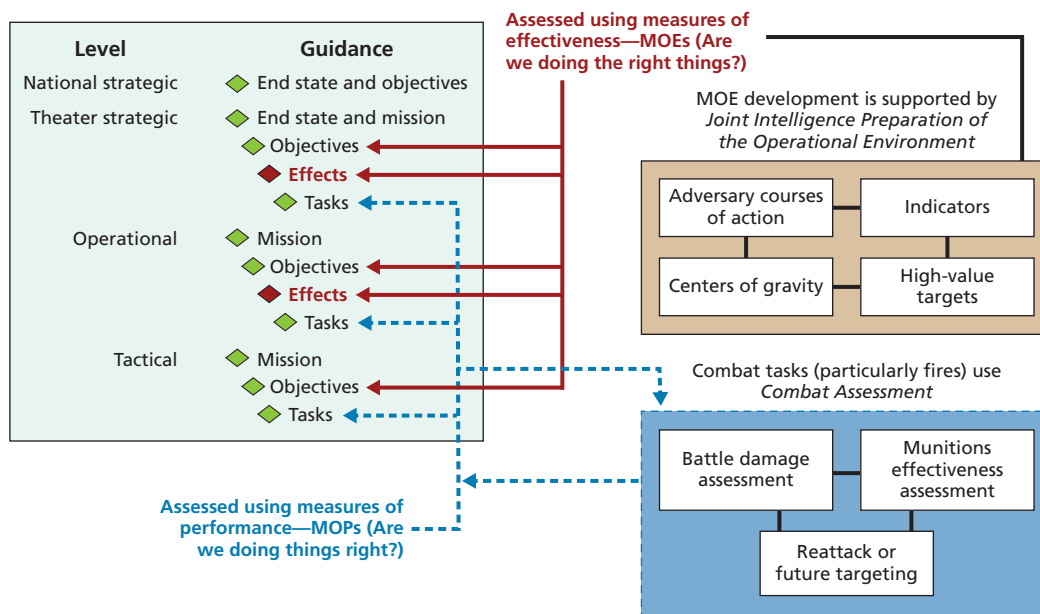 Level Guidance
National strategic End state and objectives
Theater strategic End state and mission
Objectives
Effects
Tasks
Operational Mission
Objectives
Effects
Tasks
Tactical Mission
Objectives
Tasks
Assessed using measures of
effectiveness—MOEs (Are
we doing the right things?)
MOE development is supported by
Joint Intelligence Preparation of
the Operational Environment
Adversary courses
of action
Indicators
Centers of gravity
High-value
targets
Combat tasks (particularly fires) use
Combat Assessment
Battle damage
assessment
Munitions
effectiveness
assessment
Reattack or
future targeting
Assessed using measures of
performance—MOPs (Are
we doing things right?)